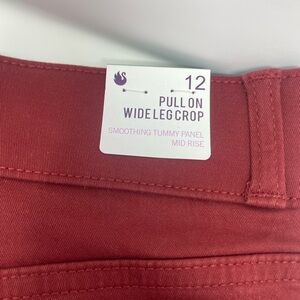 12
PULL ON
WIDE LEG CROP
SMOOTHING TUMMY PANEL
MID RISE